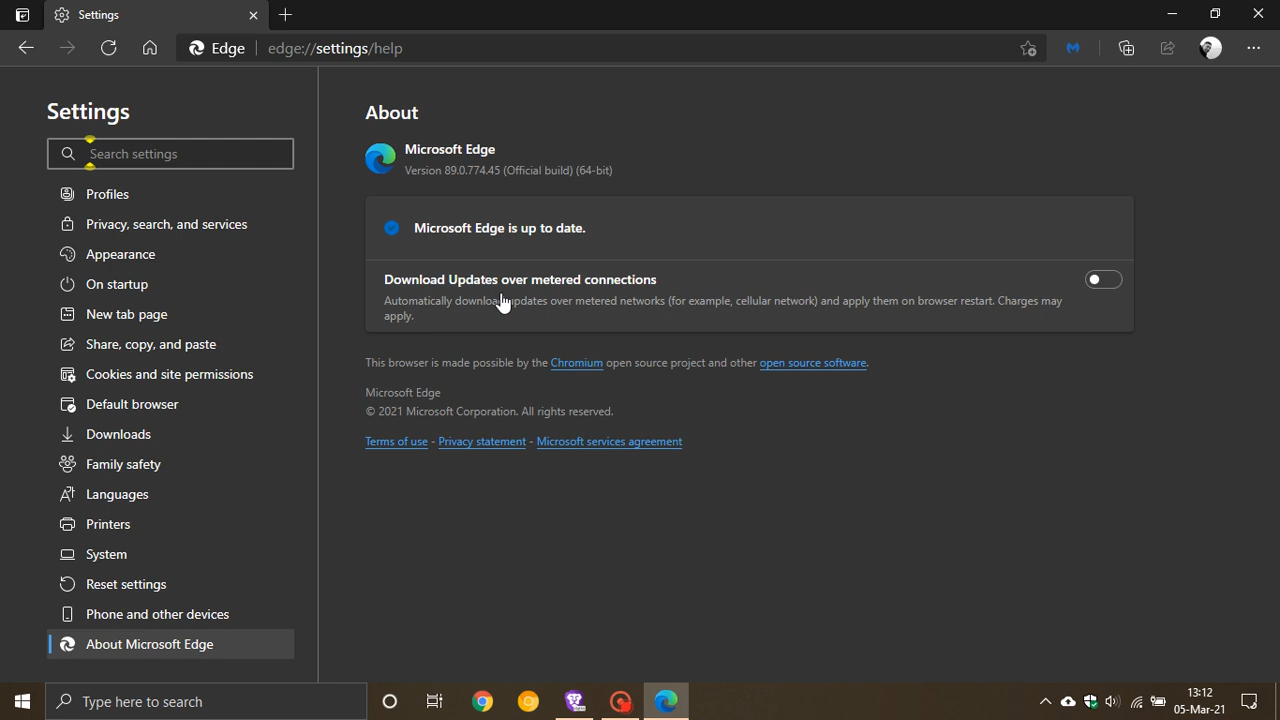 Settings
Edge edge://settings/help
Settings
Search settings
Profiles
Privacy, search, and services
Appearance
On startup
New tab page
Share, copy, and paste
Cookies and site permissions
Default browser
Downloads
Family safety
Languages
Printers
System
Reset settings
Phone and other devices
About Microsoft Edge
About
Microsoft Edge
Version 89.0.774.45 (Official build) (64-bit)
Microsoft Edge is up to date.
Download Updates over metered connections
Automatically download updates over metered networks (for example, cellular network) and apply them on browser restart. Charges may
apply.
This browser is made possible by the Chromium open source project and other open source software.
Microsoft Edge
© 2021 Microsoft Corporation. All rights reserved.
Terms of use - Privacy statement - Microsoft services agreement
Type here to search
13:12
05-Mar-21